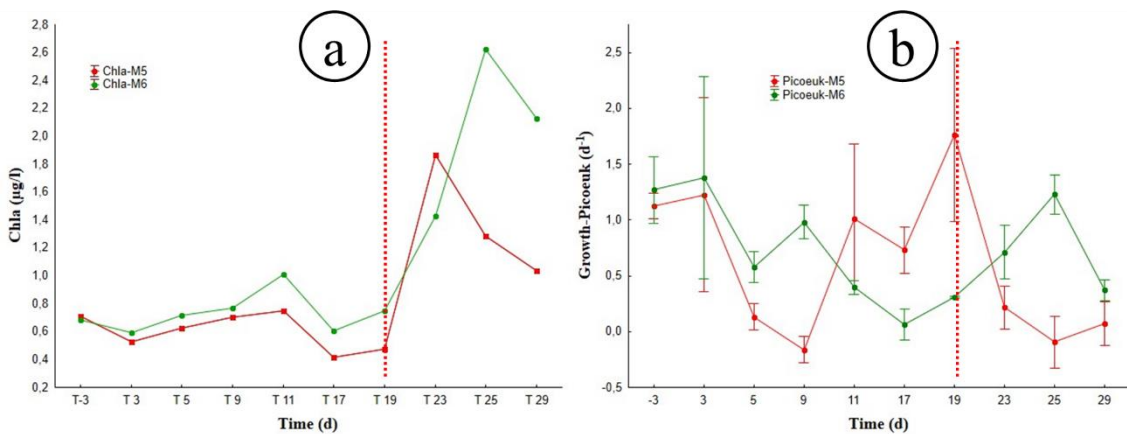 a
Chla (µg/l)
2,8
2,6
2,4
2,2
2,0
1,8
1,6
1,4
1,2
1,0
0,8
0,6
0,4
0,2
Chla-M5
Chla-M6
T-3 T 3 T 5 T 9 T 11 T 17 T 19 T 23 T 25 T 29
Time (d)
b
Growth-Picoeuk (d⁻¹)
2,5
2,0
1,5
1,0
0,5
0,0
-0,5
Picoeuk-M5
Picoeuk-M6
-3 3 5 9 11 17 19 23 25 29
Time (d)